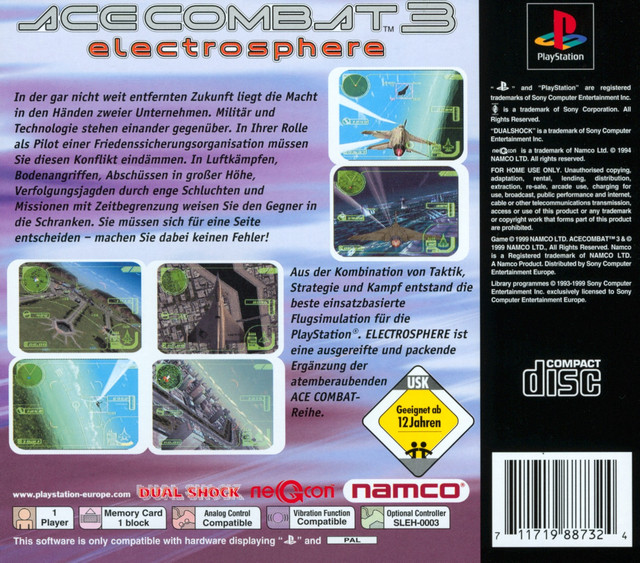 ACE COMBAT™ 3
electrosphere
In der gar nicht weit entfernten Zukunft liegt die Macht
in den Händen zweier Unternehmen. Militär und
Technologie stehen einander gegenüber. In Ihrer Rolle
als Pilot einer Friedenssicherungsorganisation müssen
Sie diesen Konflikt eindämmen. In Luftkämpfen,
Bodenangriffen, Abschüssen in großer Höhe,
Verfolgungsjagden durch enge Schluchten und
Missionen mit Zeitbegrenzung weisen Sie den Gegner in
die Schranken. Sie müssen sich für eine Seite
entscheiden – machen Sie dabei keinen Fehler!
Aus der Kombination von Taktik,
Strategie und Kampf entstand die
beste einsatzbasierte
Flugsimulation für die
PlayStation®. ELECTROSPHERE ist
eine ausgereifte und packende
Ergänzung der
atemberaubenden
ACE COMBAT-
Reihe.
USK
Geeignet ab
12 Jahren
www.playstation-europe.com
DUAL SHOCK
neGcon
namco®
1
Player
Memory Card
1 block
Analog Control
Compatible
Vibration Function
Compatible
Optional Controller
SLEH-0003
This software is only compatible with hardware displaying " " and PAL
PlayStation
" " and "PlayStation" are registered
trademarks of Sony Computer Entertainment Inc.
" " is a trademark of Sony Corporation. All
Rights Reserved.
"DUALSHOCK" is a trademark of Sony Computer
Entertainment Inc.
neGcon is a trademark of Namco Ltd. © 1994
NAMCO LTD. All rights reserved.
FOR HOME USE ONLY. Unauthorised copying,
adaptation, rental, lending, distribution,
extraction, re-sale, arcade use, charging for
use, broadcast, public performance and internet,
cable or other telecommunications transmission,
access or use of this product or any trademark
or copyright work that forms part of this product
are prohibited.
Game © 1999 NAMCO LTD. ACECOMBAT™ 3 & ©
1999 NAMCO LTD., All Rights Reserved. Namco
is a Registered trademark of NAMCO LTD.
A Namco Product. Distributed by Sony Computer
Entertainment Europe.
Library programmes © 1993-1999 Sony Computer
Entertainment Inc. exclusively licensed to Sony
Computer Entertainment Europe.
COMPACT
disc
7 11719 88732 4